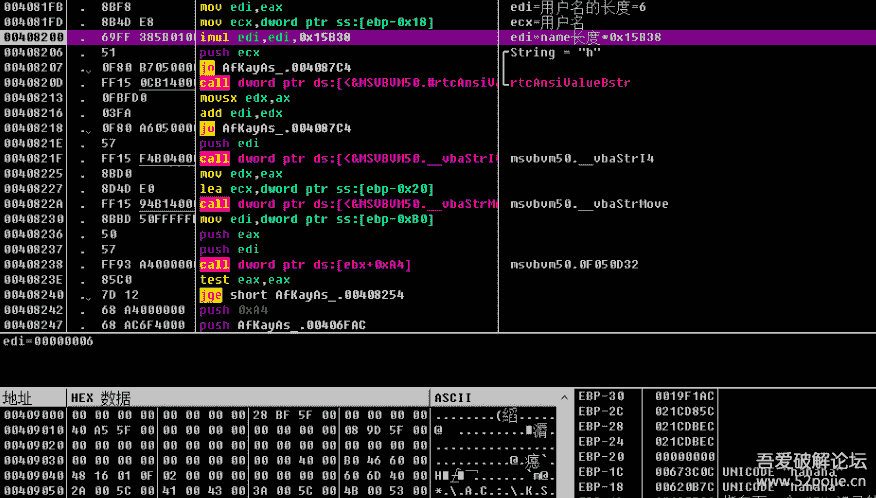 004081FB . 8BF8 mov edi,eax edi=用户名的长度=6
004081FD . 8B4D E8 mov ecx,dword ptr ss:[ebp-0x18] ecx=用户名
00408200 . 69FF 385B0100 imul edi,edi,0x15B38 edi=name长度*0x15B38
00408206 . 51 push ecx String = "h"
00408207 . 0F80 B7050000 jo AfKayAs_.004087C4
0040820D . FF15 0CB14000 call dword ptr ds:[<&MSVBVM50.#rtcAnsiV rtcAnsiValueBstr
00408213 . 0FBFD0 movsx edx,ax
00408216 . 03FA add edi,edx
00408218 . 0F80 A6050000 jo AfKayAs_.004087C4
0040821E . 57 push edi
0040821F . FF15 F4B04000 call dword ptr ds:[<&MSVBVM50.__vbaStrI msvbvm50.__vbaStrI4
00408225 . 8BD0 mov edx,eax
00408227 . 8D4D E0 lea ecx,dword ptr ss:[ebp-0x20]
0040822A . FF15 94B14000 call dword ptr ds:[<&MSVBVM50.__vbaStrM msvbvm50.__vbaStrMove
00408230 . 8BBD 50FFFFFF mov edi,dword ptr ss:[ebp-0xB0]
00408236 . 50 push eax
00408237 . 57 push edi
00408238 . FF93 A4000000 call dword ptr ds:[ebx+0xA4] msvbvm50.0F050D32
0040823E . 85C0 test eax,eax
00408240 . 7D 12 jge short AfKayAs_.00408254
00408242 . 68 A4000000 push 0xA4
00408247 . 68 AC6F4000 push AfKayAs_.00406FAC
edi=00000006
地址 HEX 数据 ASCII
00409000 00 00 00 00 00 00 00 00 28 BF 5F 00 00 00 00 00
00409010 40 A5 5F 00 00 00 00 00 00 00 00 00 08 9D 5F 00
00409020 00 00 00 00 00 00 00 00 00 00 00 00 00 00 00 00
00409030 00 00 00 00 00 00 00 00 00 00 40 00 B0 46 60 00
00409040 48 16 01 0F 02 00 00 00 00 00 00 00 60 6D 40 00
00409050 2A 00 5C 00 41 00 43 00 3A 00 5C 00 4B 00 53 00 *.\.A.C.:.\.K.S.
EBP-30 0019F1AC
EBP-2C 021CD85C
EBP-28 021CDBEC
EBP-24 021CDBEC
EBP-20 00000000
EBP-1C 00673C0C UNICODE "hahaha"
EBP-18 00620B7C UNICODE "hahaha"
吾爱破解论坛
www.52pojie.cn